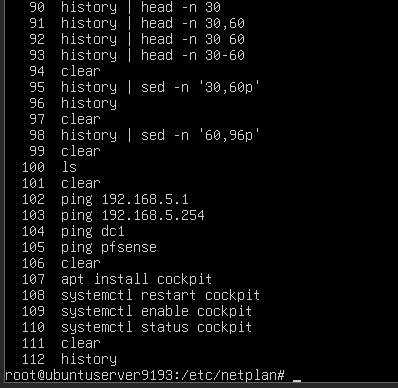 90 history | head -n 30
91 history | head -n 30,60
92 history | head -n 30 60
93 history | head -n 30-60
94 clear
95 history | sed -n '30,60p'
96 history
97 clear
98 history | sed -n '60,96p'
99 clear
100 ls
101 clear
102 ping 192.168.5.1
103 ping 192.168.5.254
104 ping dc1
105 ping pfsense
106 clear
107 apt install cockpit
108 systemctl restart cockpit
109 systemctl enable cockpit
110 systemctl status cockpit
111 clear
112 history
root@ubuntuserver9193:/etc/netplan# _